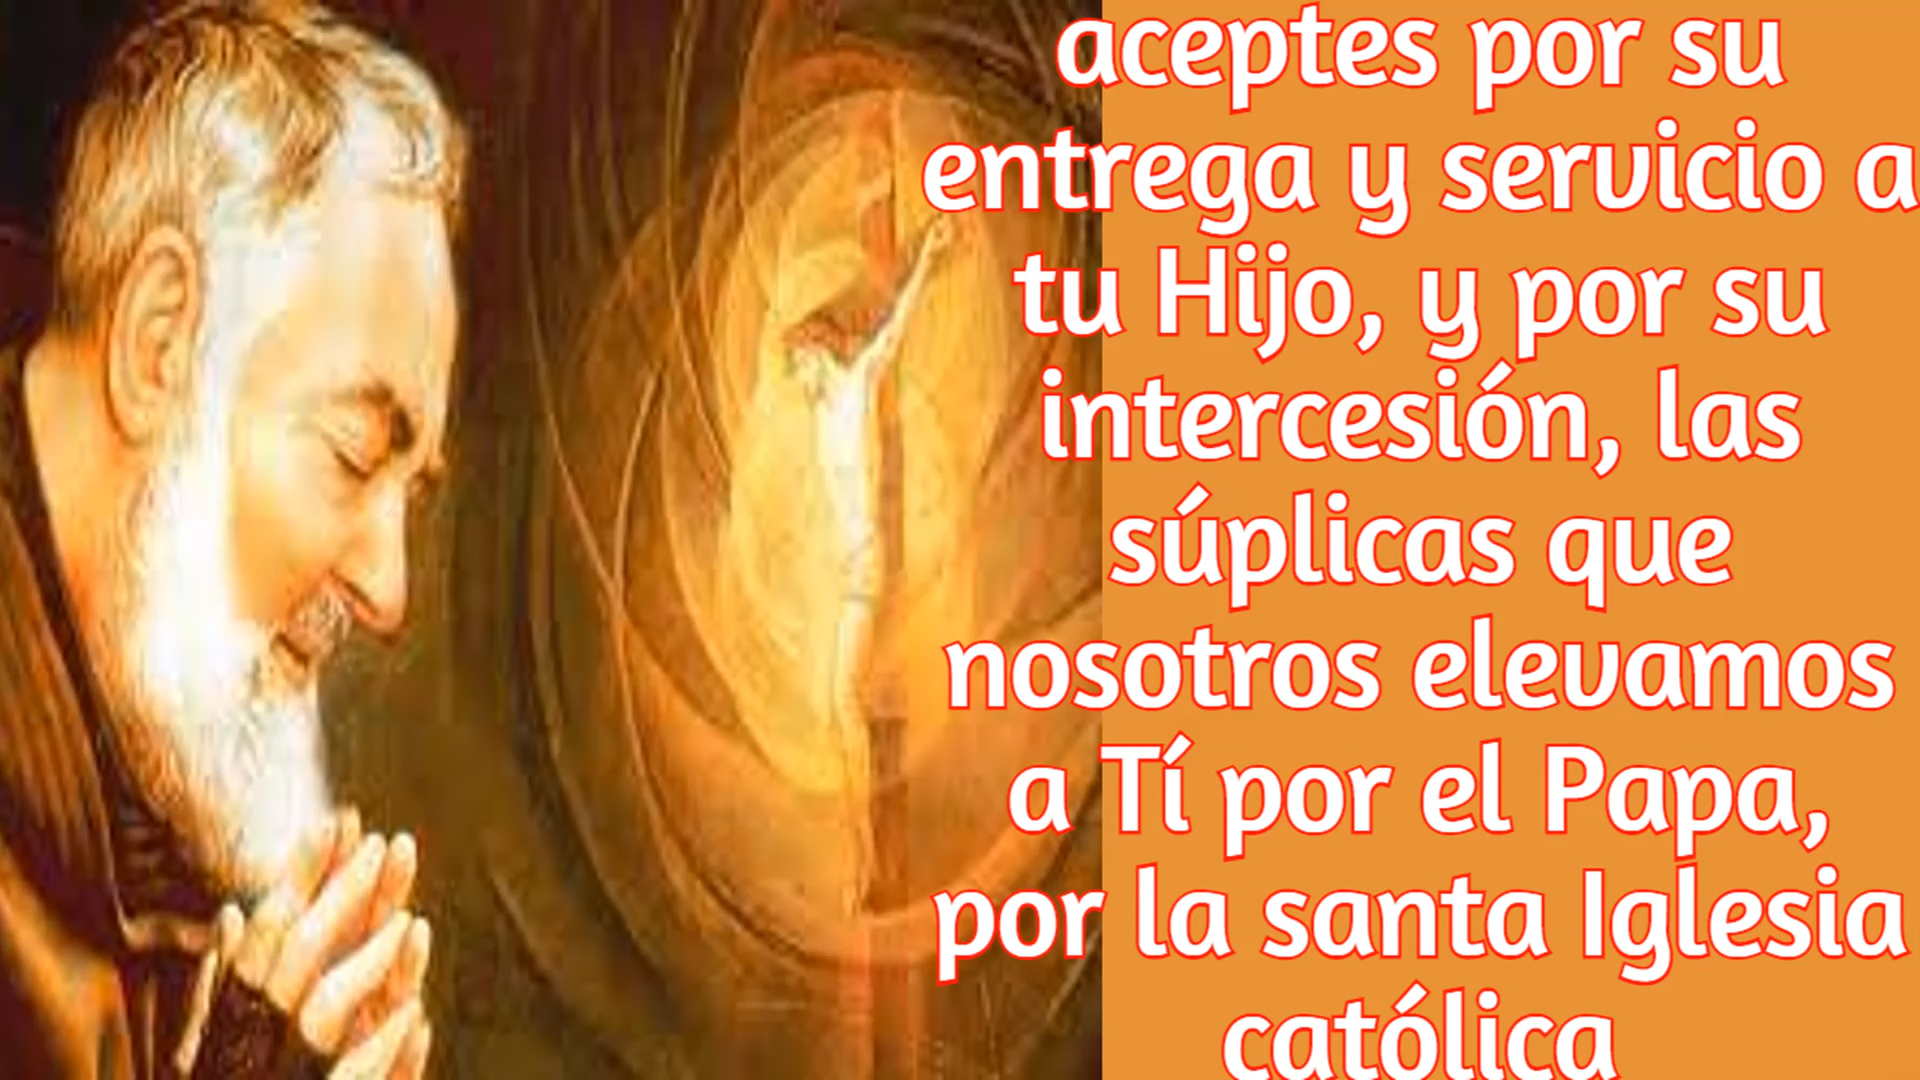 aceptes por su
entrega y servicio a
tu Hijo, y por su
intercesión, las
súplicas que
nosotros elevamos
a Tí por el Papa,
por la santa Iglesia
católica